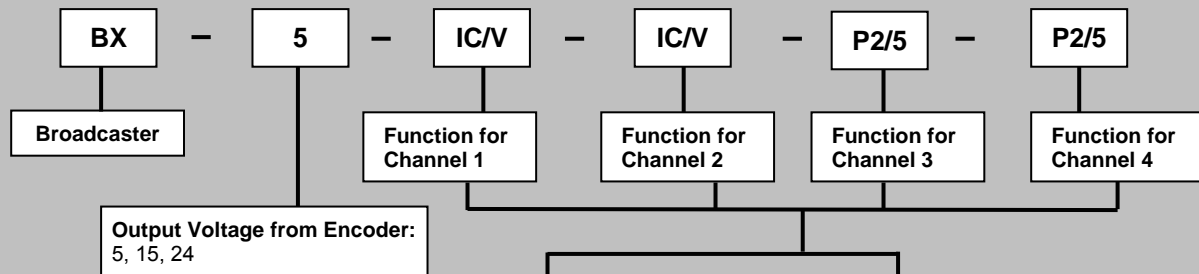 BX – 5 – IC/V – IC/V – P2/5 – P2/5
Broadcaster
Function for
Channel 1
Function for
Channel 2
Function for
Channel 3
Function for
Channel 4
Output Voltage from Encoder:
5, 15, 24